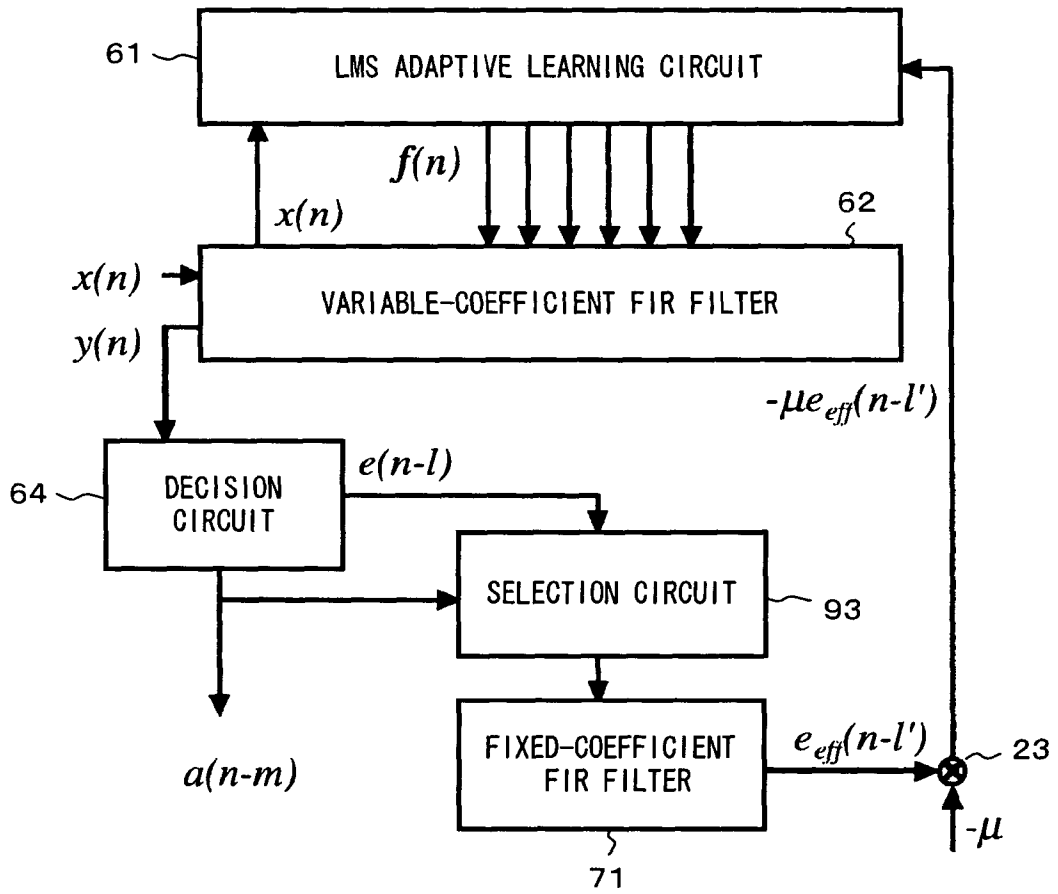 61
LMS ADAPTIVE LEARNING CIRCUIT
f(n)
x(n)
62
x(n)
VARIABLE-COEFFICIENT FIR FILTER
y(n)
-μe_eff(n-l')
64
DECISION
CIRCUIT
e(n-l)
SELECTION CIRCUIT
93
a(n-m)
FIXED-COEFFICIENT
FIR FILTER
e_eff(n-l')
23
-μ
71